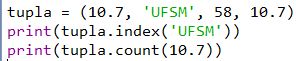 tupla = (10.7, 'UFSM', 58, 10.7)
print(tupla.index('UFSM'))
print(tupla.count(10.7))